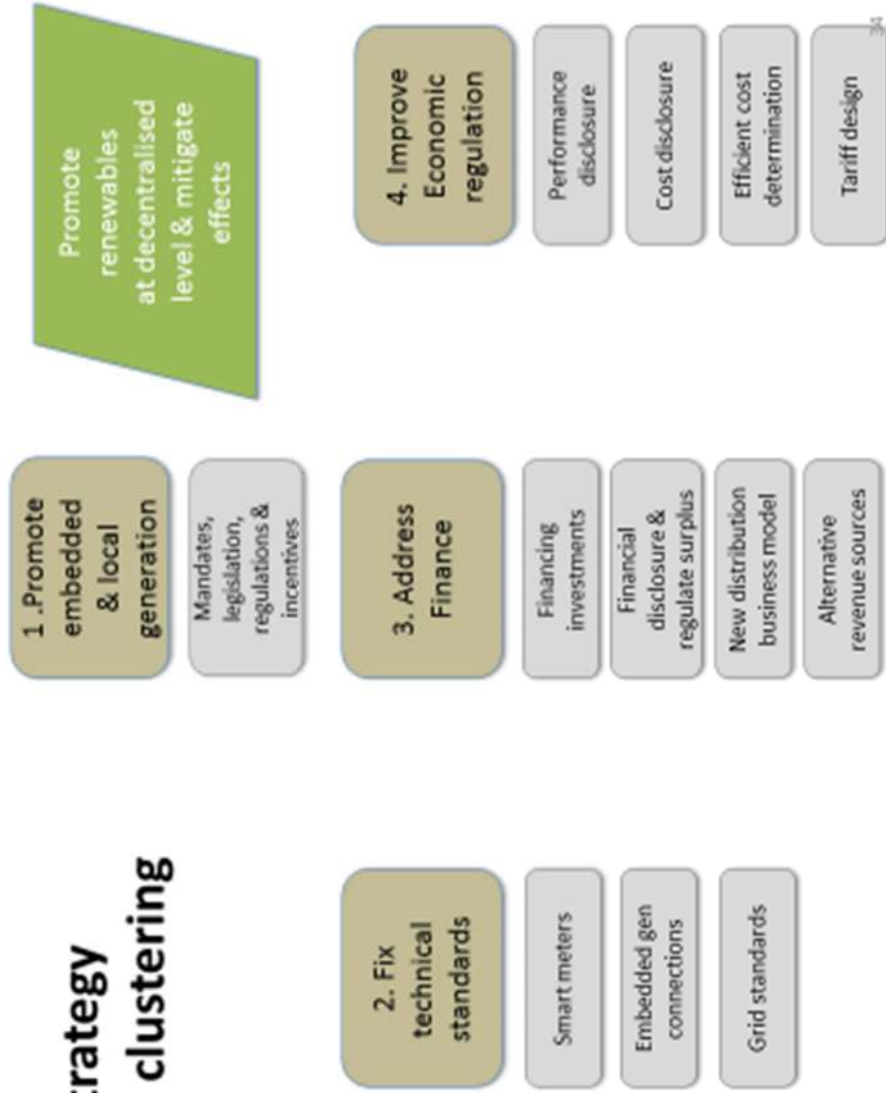 rategy
clustering
1 .Promote
embedded
& local
generation
Mandates,
legislation,
regulations &
incentives
Promote
renewables
at decentralised
level & mitigate
effects
2. Fix
technical
standards
Smart meters
Embedded gen
connections
Grid standards
3. Address
Finance
Financing
investments
Financial
disclosure &
regulate surplus
New distribution
business model
Alternative
revenue sources
4. Improve
Economic
regulation
Performance
disclosure
Cost disclosure
Efficient cost
determination
Tariff design
34